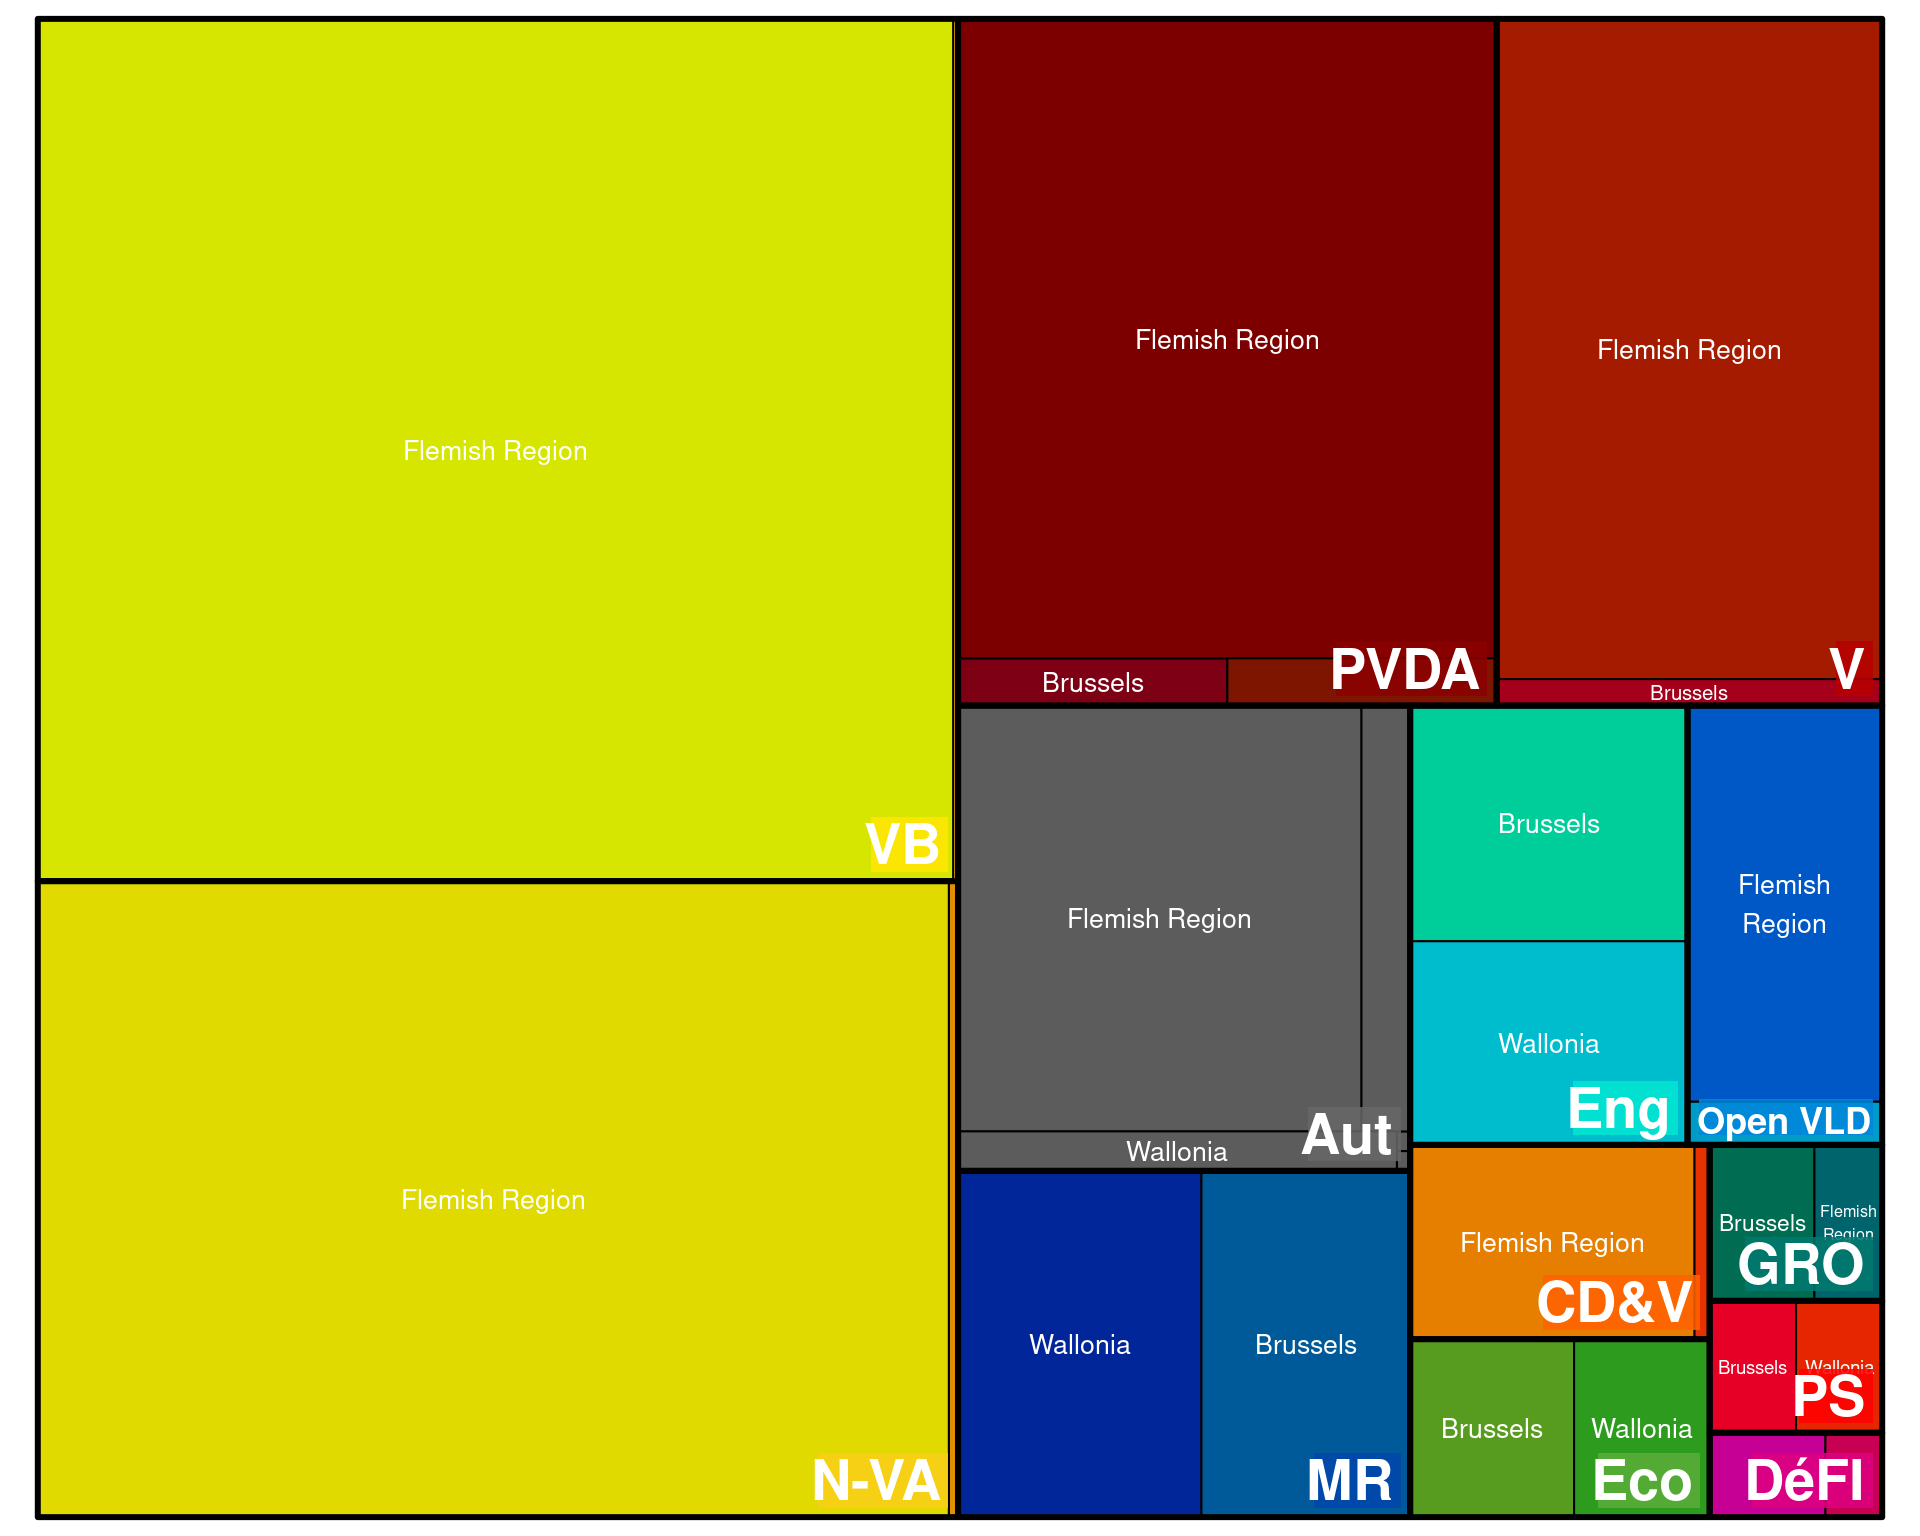 Flemish Region
VB
Flemish Region
N-VA
Flemish Region
Brussels
PVDA
Flemish Region
V
Brussels
Flemish Region
Wallonia
Aut
Brussels
Wallonia
Eng
Flemish
Region
Open VLD
Wallonia
Brussels
MR
Flemish Region
CD&V
Brussels
Flemish
Region
GRO
Brussels
Wallonia
PS
Brussels
Wallonia
Eco
DéFI